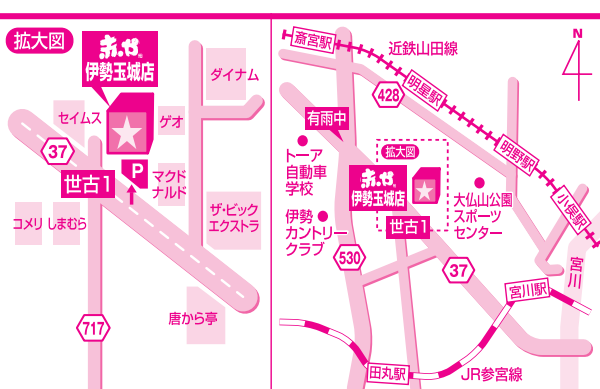 拡大図
赤のれん
伊勢玉城店
ダイナム
セイムス
ゲオ
37
P
世古1
マクド
ナルド
コメリ
しまむら
ザ・ビック
エクストラ
717
唐から亭
斎宮駅
近鉄山田線
N
明星駅
428
有雨中
明野駅
トーア
自動車
学校
拡大図
伊勢玉城店
大仏山公園
スポーツ
センター
小俣駅
伊勢
カントリー
クラブ
世古1
530
37
宮川
宮川駅
田丸駅
JR参宮線